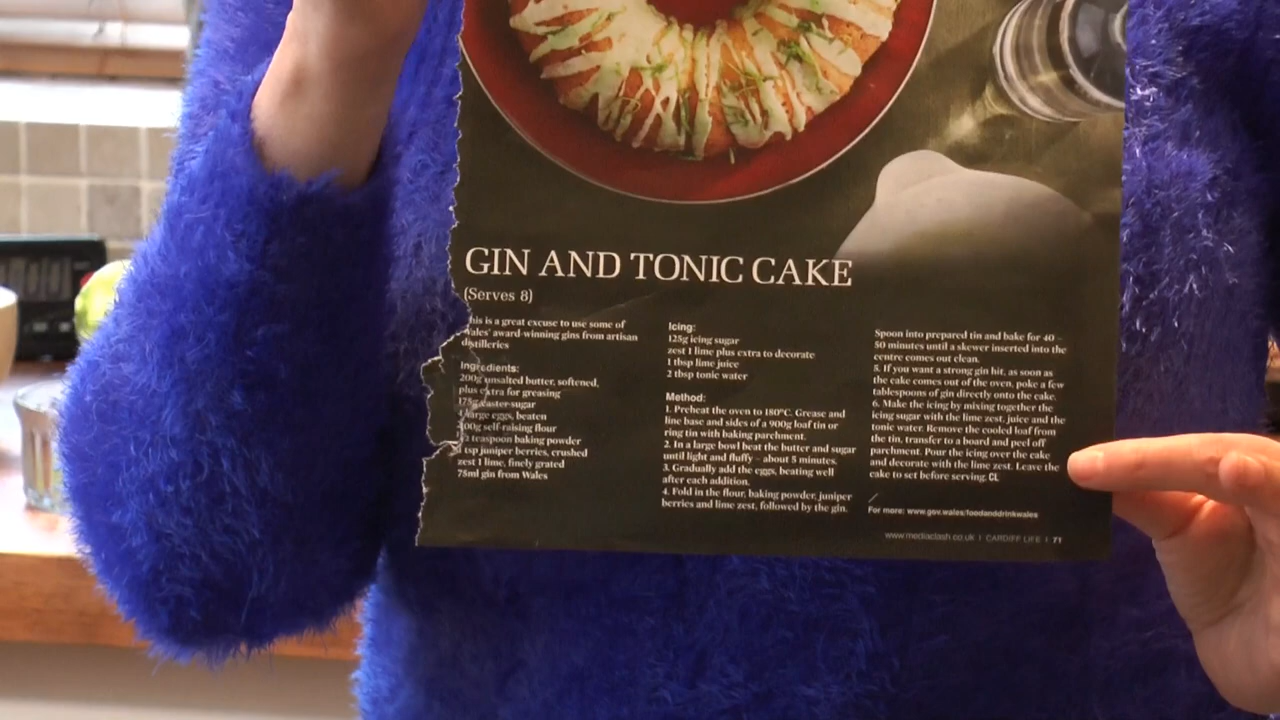 GIN AND TONIC CAKE
(Serves 8)
his is a great excuse to use some of
ales' award-winning gins from artisan
distilleries
Ingredients:
200g unsalted butter, softened,
plus extra for greasing
175g caster sugar
4 large eggs, beaten
200g self-raising flour
teaspoon baking powder
1 tsp juniper berries, crushed
zest 1 lime, finely grated
75ml gin from Wales
Icing:
125g icing sugar
zest 1 lime plus extra to decorate
1 tbsp lime juice
2 tbsp tonic water
Method:
1. Preheat the oven to 180°C. Grease and
line base and sides of a 900g loaf tin or
ring tin with baking parchment.
2. In a large bowl beat the butter and sugar
until light and fluffy – about 5 minutes.
3. Gradually add the eggs, beating well
after each addition.
4. Fold in the flour, baking powder, juniper
berries and lime zest, followed by the gin.
Spoon into prepared tin and bake for 40 –
50 minutes until a skewer inserted into the
centre comes out clean.
5. If you want a strong gin hit, as soon as
the cake comes out of the oven, poke a few
tablespoons of gin directly onto the cake.
6. Make the icing by mixing together the
icing sugar with the lime zest, juice and the
tonic water. Remove the cooled loaf from
the tin, transfer to a board and peel off
parchment. Pour the icing over the cake
and decorate with the lime zest. Leave the
cake to set before serving. CL
For more: www.gov.wales/foodanddrinkwales
www.mediaclash.co.uk I CARDIFF LIFE I 71